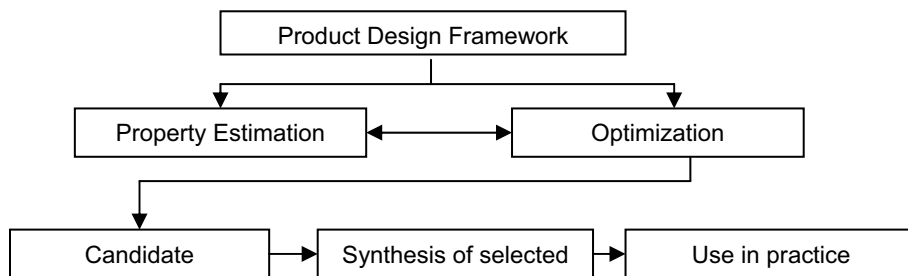 Product Design Framework
Property Estimation
Optimization
Candidate
Synthesis of selected
Use in practice